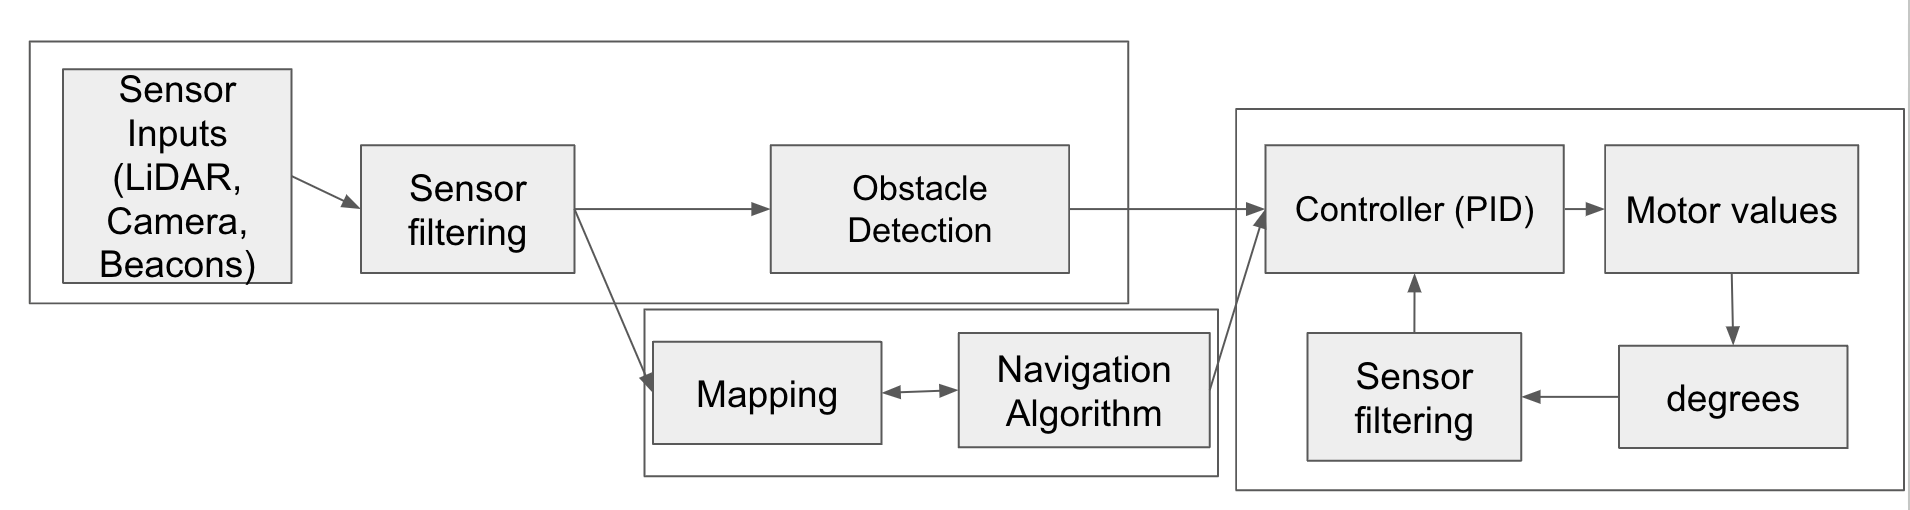 Sensor
Inputs
(LiDAR,
Camera,
Beacons)
Sensor
filtering
Obstacle
Detection
Controller (PID)
Motor values
Mapping
Navigation
Algorithm
Sensor
filtering
degrees